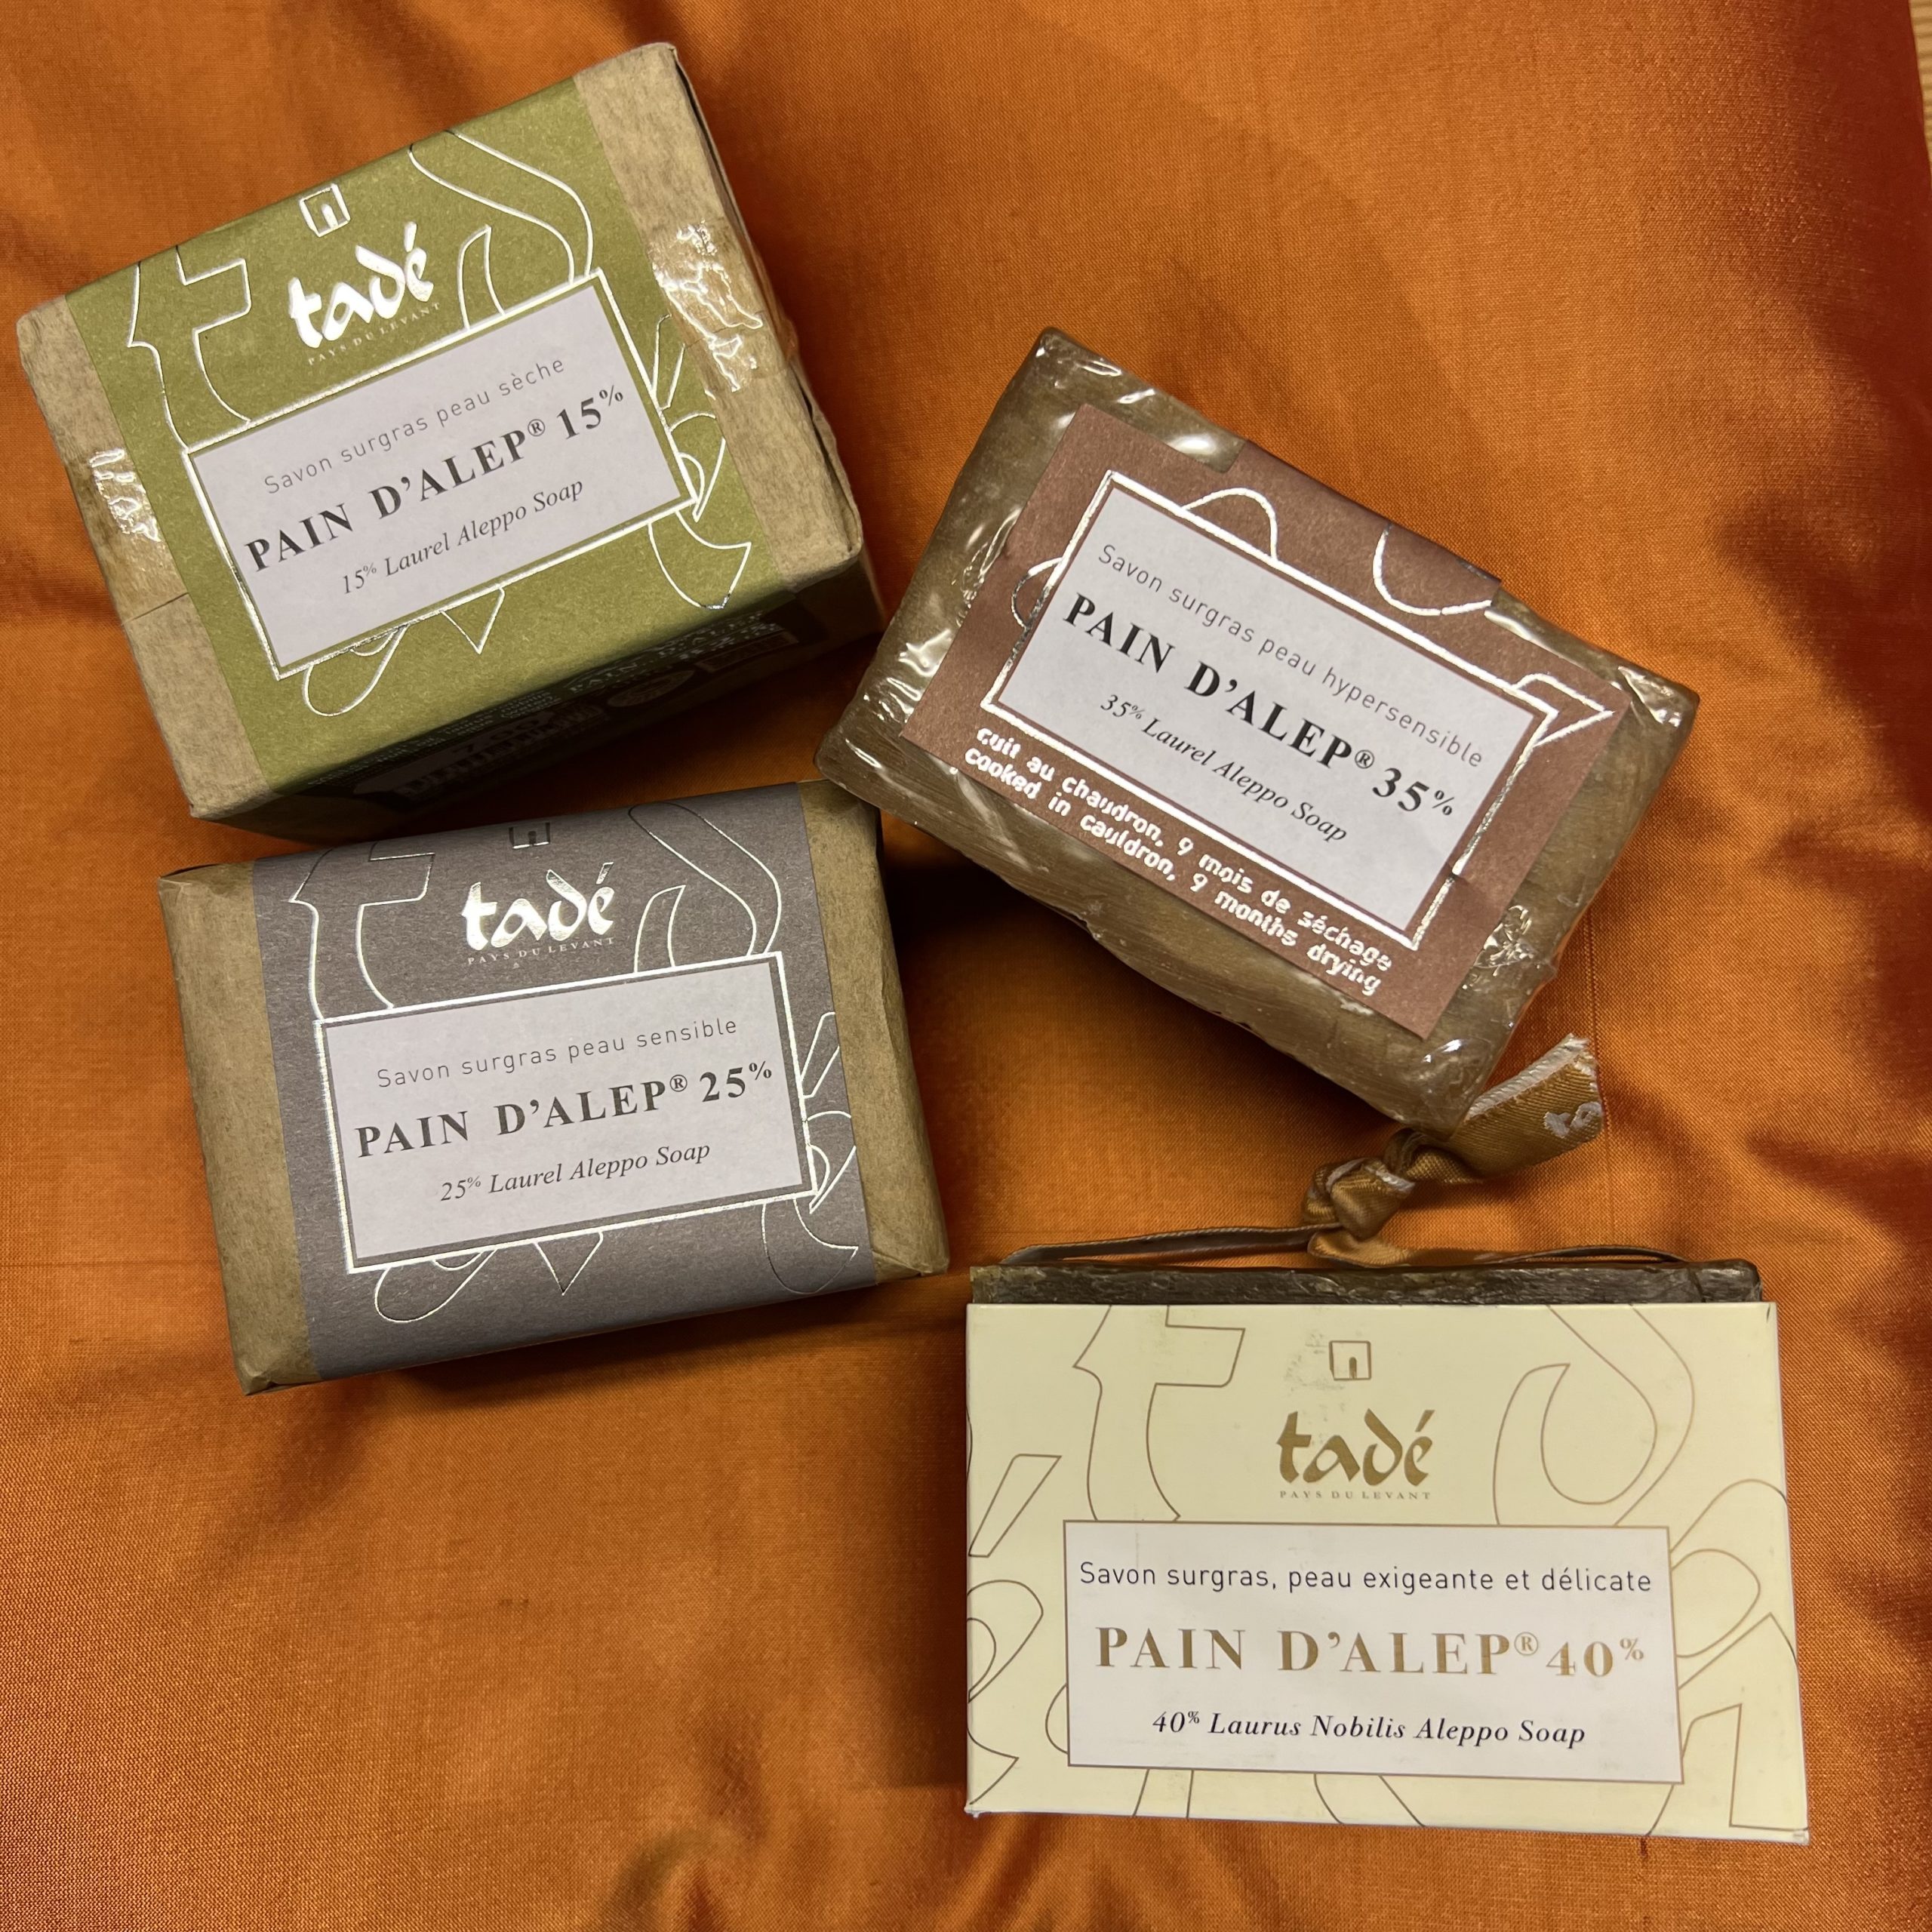 tadé
PAYS DU LEVANT
Savon surgras peau sèche
PAIN D'ALEP® 15%
15% Laurel Aleppo Soap
Savon surgras peau hypersensible
PAIN D'ALEP® 35%
35% Laurel Aleppo Soap
cuit au chaudron, 9 mois de séchage
cooked in cauldron, 9 months drying
tadé
PAYS DU LEVANT
Savon surgras peau sensible
PAIN D'ALEP® 25%
25% Laurel Aleppo Soap
tadé
PAYS DU LEVANT
Savon surgras, peau exigeante et délicate
PAIN D'ALEP® 40%
40% Laurus Nobilis Aleppo Soap